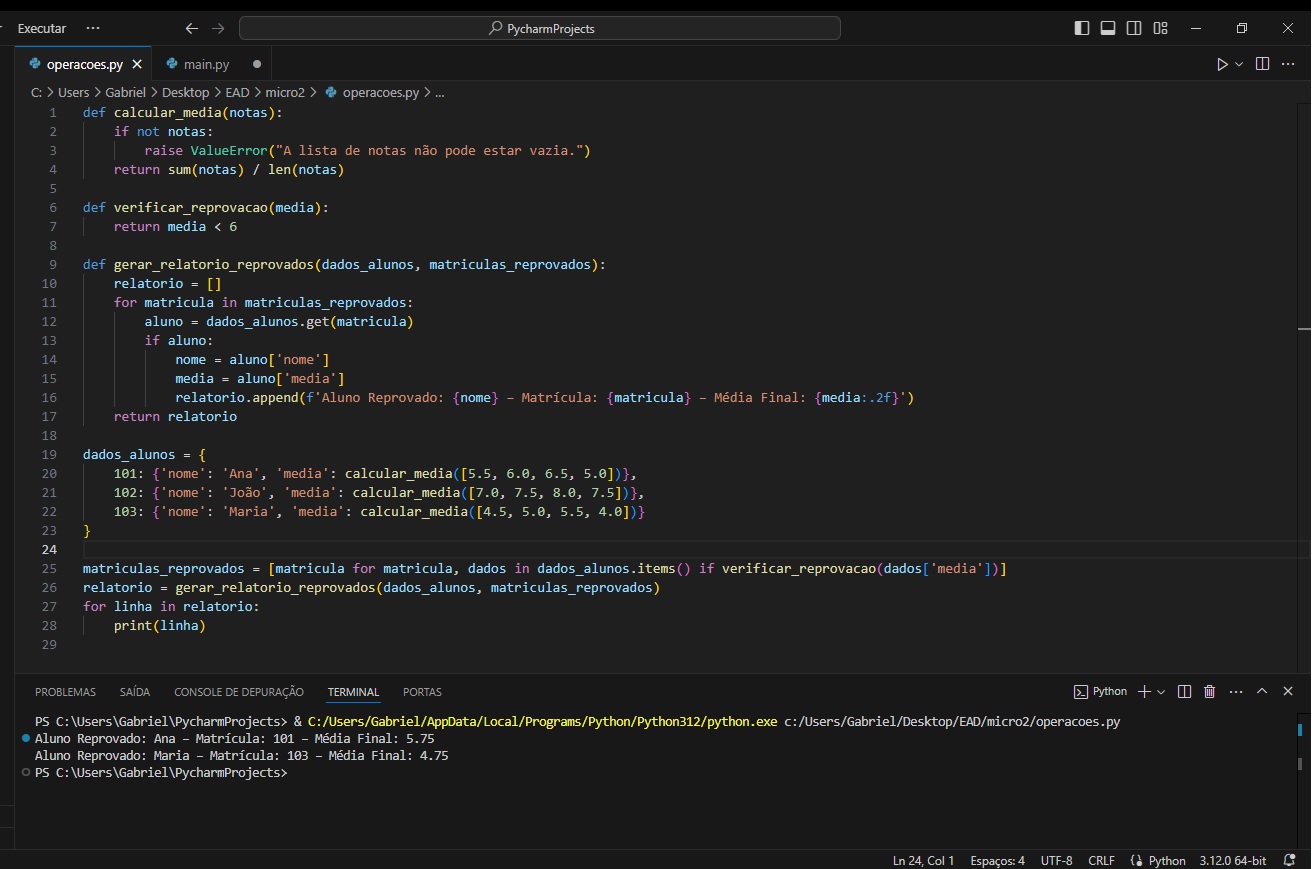 Executar ··· ← → PycharmProjects
operacoes.py main.py
C: > Users > Gabriel > Desktop > EAD > micro2 > operacoes.py > ...
1 def calcular_media(notas):
2 if not notas:
3 raise ValueError("A lista de notas não pode estar vazia.")
4 return sum(notas) / len(notas)
5
6 def verificar_reprovacao(media):
7 return media < 6
8
9 def gerar_relatorio_reprovados(dados_alunos, matriculas_reprovados):
10 relatorio = []
11 for matricula in matriculas_reprovados:
12 aluno = dados_alunos.get(matricula)
13 if aluno:
14 nome = aluno['nome']
15 media = aluno['media']
16 relatorio.append(f'Aluno Reprovado: {nome} – Matrícula: {matricula} – Média Final: {media:.2f}')
17 return relatorio
18
19 dados_alunos = {
20 101: {'nome': 'Ana', 'media': calcular_media([5.5, 6.0, 6.5, 5.0])},
21 102: {'nome': 'João', 'media': calcular_media([7.0, 7.5, 8.0, 7.5])},
22 103: {'nome': 'Maria', 'media': calcular_media([4.5, 5.0, 5.5, 4.0])}
23 }
24
25 matriculas_reprovados = [matricula for matricula, dados in dados_alunos.items() if verificar_reprovacao(dados['media'])]
26 relatorio = gerar_relatorio_reprovados(dados_alunos, matriculas_reprovados)
27 for linha in relatorio:
28 print(linha)
29
PROBLEMAS SAÍDA CONSOLE DE DEPURAÇÃO TERMINAL PORTAS Python
PS C:\Users\Gabriel\PycharmProjects> & C:/Users/Gabriel/AppData/Local/Programs/Python/Python312/python.exe c:/Users/Gabriel/Desktop/EAD/micro2/operacoes.py
Aluno Reprovado: Ana – Matrícula: 101 – Média Final: 5.75
Aluno Reprovado: Maria – Matrícula: 103 – Média Final: 4.75
PS C:\Users\Gabriel\PycharmProjects>
Ln 24, Col 1 Espaços: 4 UTF-8 CRLF Python 3.12.0 64-bit